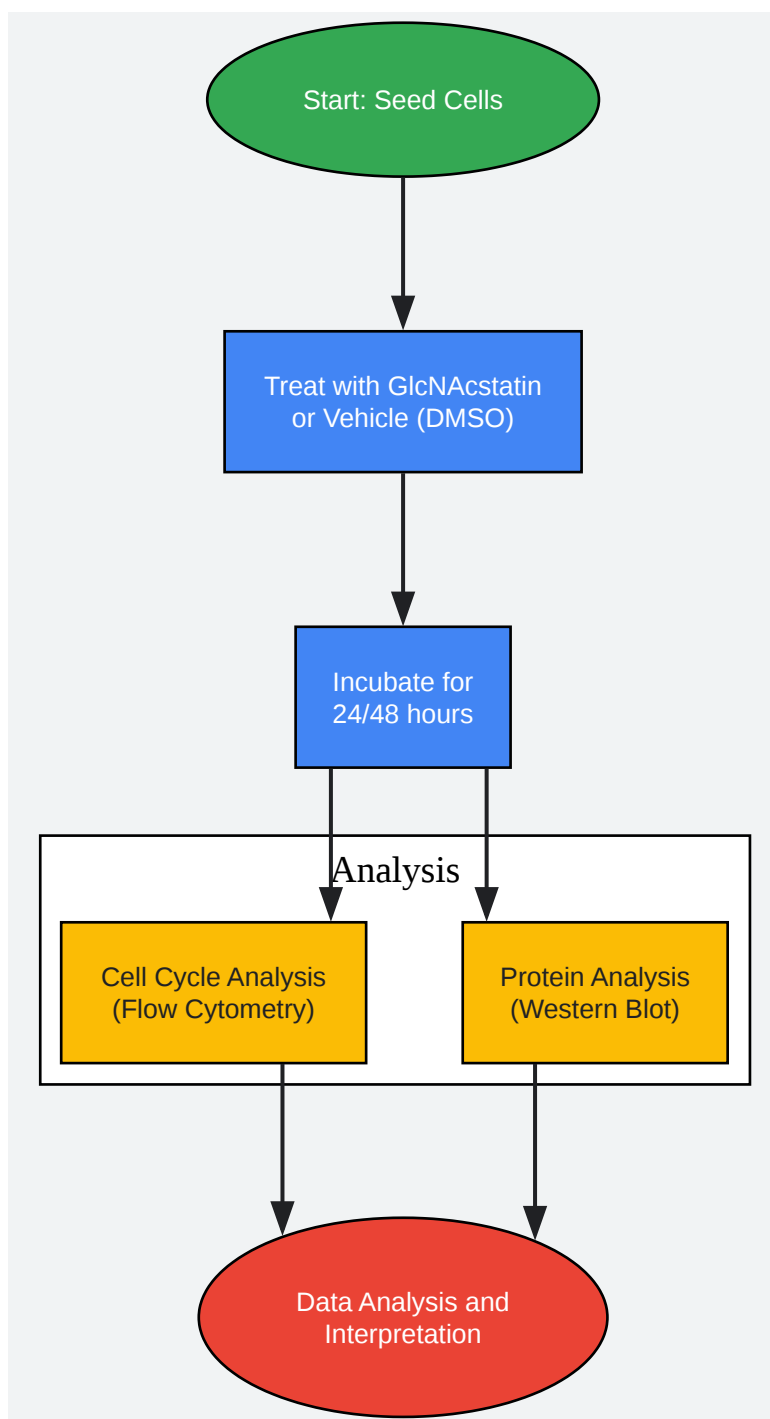 Start: Seed Cells
Treat with GlcNAcstatin
or Vehicle (DMSO)
Incubate for
24/48 hours
Analysis
Cell Cycle Analysis
(Flow Cytometry)
Protein Analysis
(Western Blot)
Data Analysis and
Interpretation